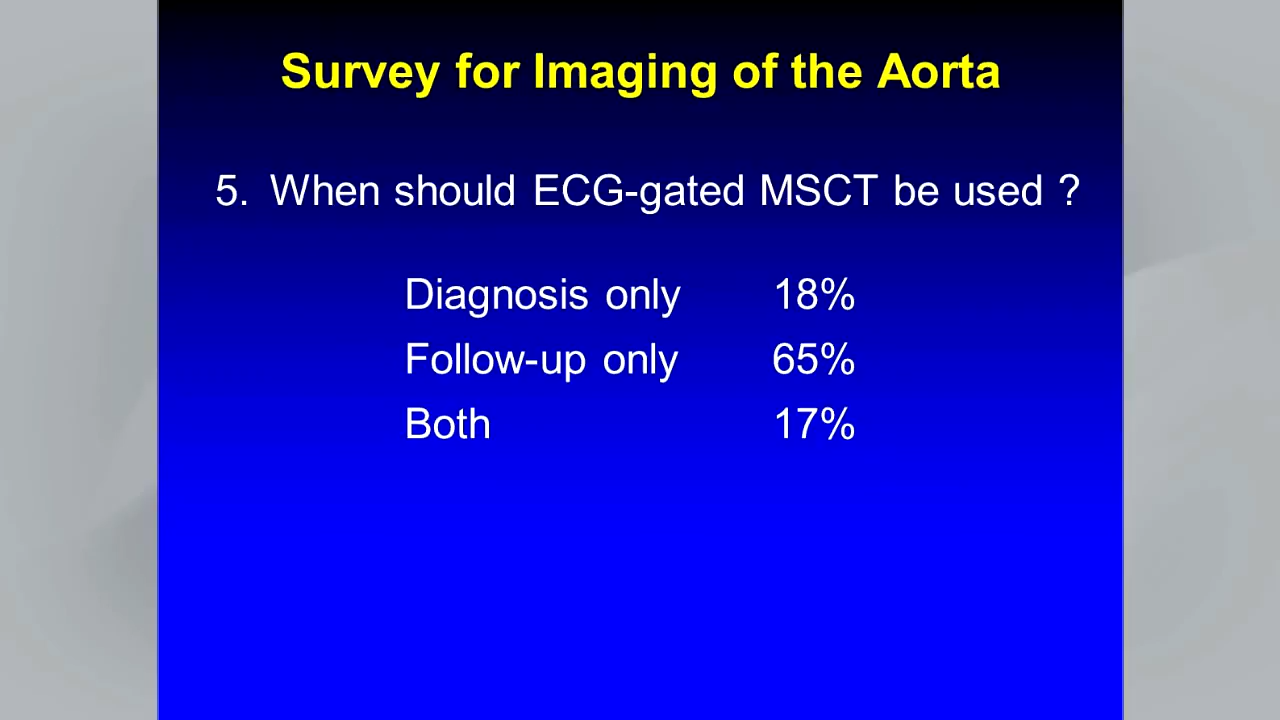 Survey for Imaging of the Aorta
5. When should ECG-gated MSCT be used ?
Diagnosis only 18%
Follow-up only 65%
Both 17%